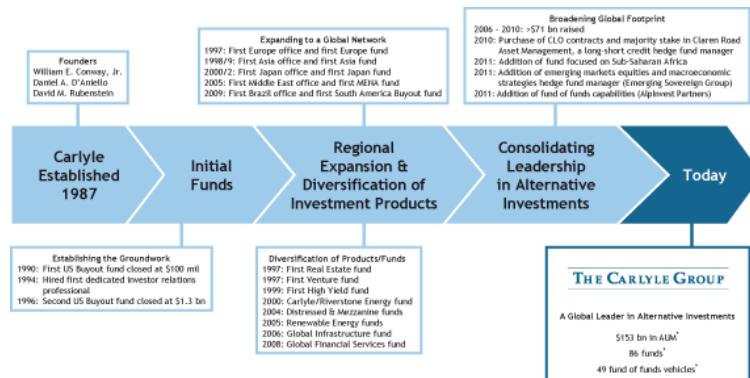 Founders
William E. Conway, Jr.
Daniel A. D'Aniello
David M. Rubenstein
Expanding to a Global Network
1997: First Europe office and first Europe fund
1998/9: First Asia office and first Asia fund
2000/2: First Japan office and first Japan fund
2005: First Middle East office and first MENA fund
2009: First Brazil office and first South America Buyout fund
Broadening Global Footprint
2006 - 2010: >$71 bn raised
2010: Purchase of CLO contracts and majority stake in Claren Road
Asset Management, a long-short credit hedge fund manager
2011: Addition of fund focused on Sub-Saharan Africa
2011: Addition of emerging markets equities and macroeconomic
strategies hedge fund manager (Emerging Sovereign Group)
2011: Addition of fund of funds capabilities (AlpInvest Partners)
Carlyle
Established
1987
Initial
Funds
Regional
Expansion &
Diversification of
Investment Products
Consolidating
Leadership
in Alternative
Investments
Today
Establishing the Groundwork
1990: First US Buyout fund closed at $100 mil
1994: Hired first dedicated investor relations
professional
1996: Second US Buyout fund closed at $1.3 bn
Diversification of Products/Funds
1997: First Real Estate fund
1997: First Venture fund
1999: First High Yield fund
2000: Carlyle/Riverstone Energy fund
2004: Distressed & Mezzanine funds
2005: Renewable Energy funds
2006: Global Infrastructure fund
2008: Global Financial Services fund
THE CARLYLE GROUP
A Global Leader in Alternative Investments
$153 bn in AUM*
86 funds*
49 fund of funds vehicles*